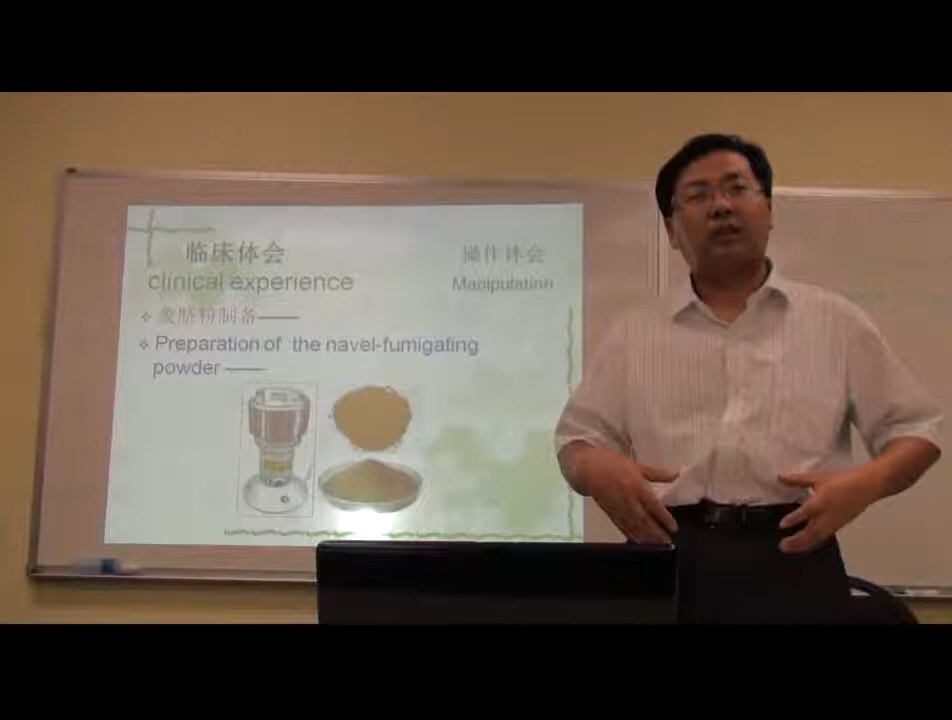 临床体会
操作体会
clinical experience
Manipulation
脐粉制备——
Preparation of the navel-fumigating
powder ——